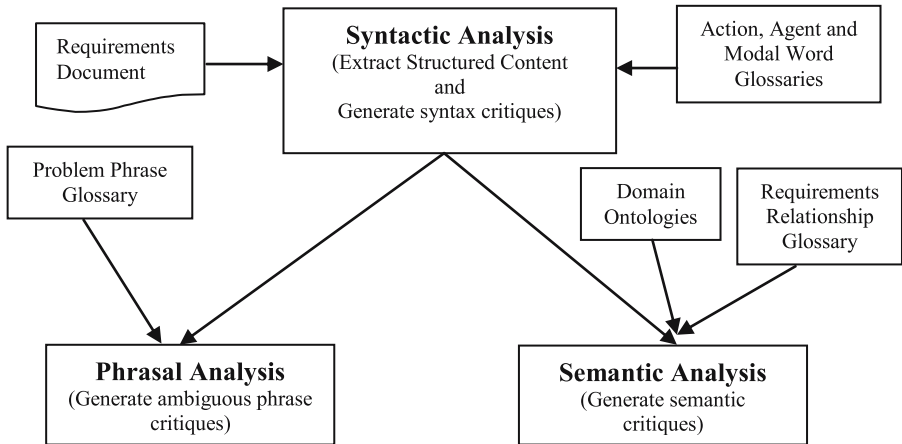 Requirements
Document
Syntactic Analysis
(Extract Structured Content
and
Generate syntax critiques)
Action, Agent and
Modal Word
Glossaries
Problem Phrase
Glossary
Domain
Ontologies
Requirements
Relationship
Glossary
Phrasal Analysis
(Generate ambiguous phrase
critiques)
Semantic Analysis
(Generate semantic
critiques)